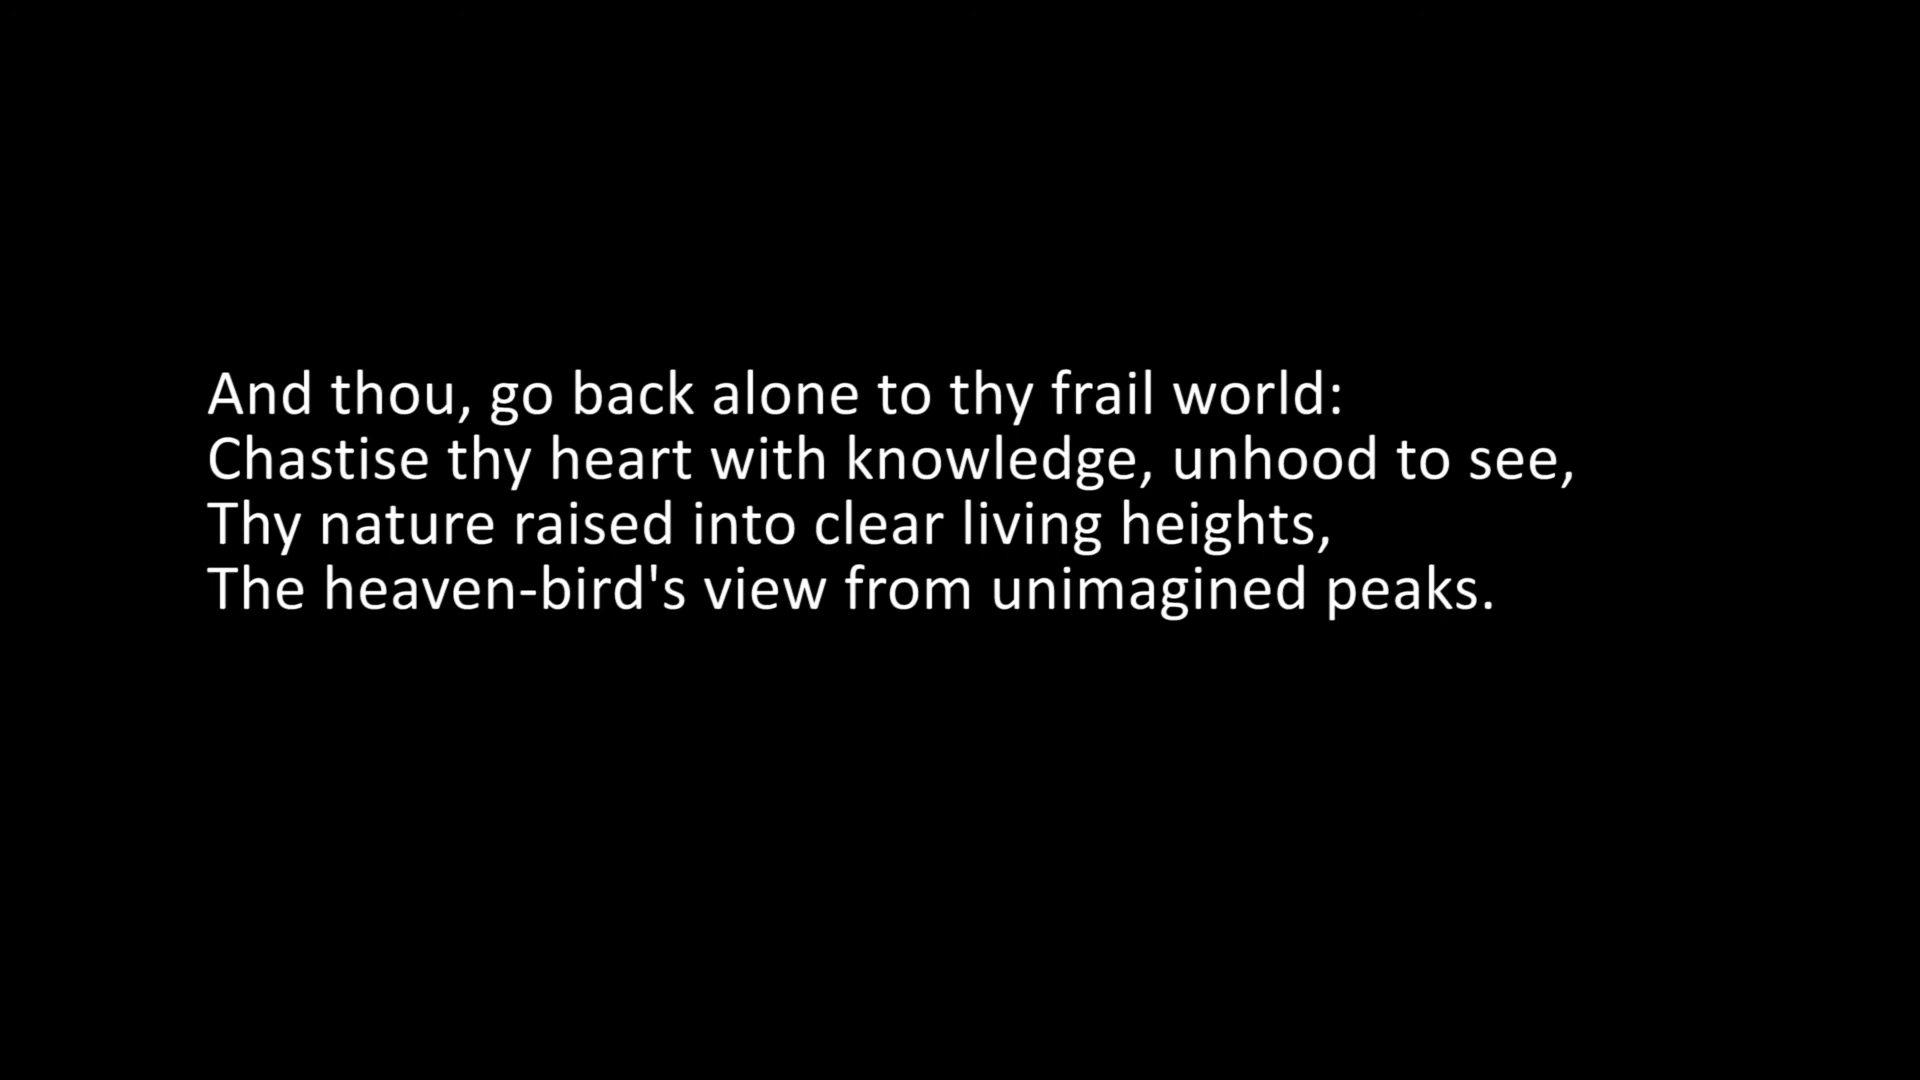 And thou, go back alone to thy frail world:
Chastise thy heart with knowledge, unhood to see,
Thy nature raised into clear living heights,
The heaven-bird's view from unimagined peaks.